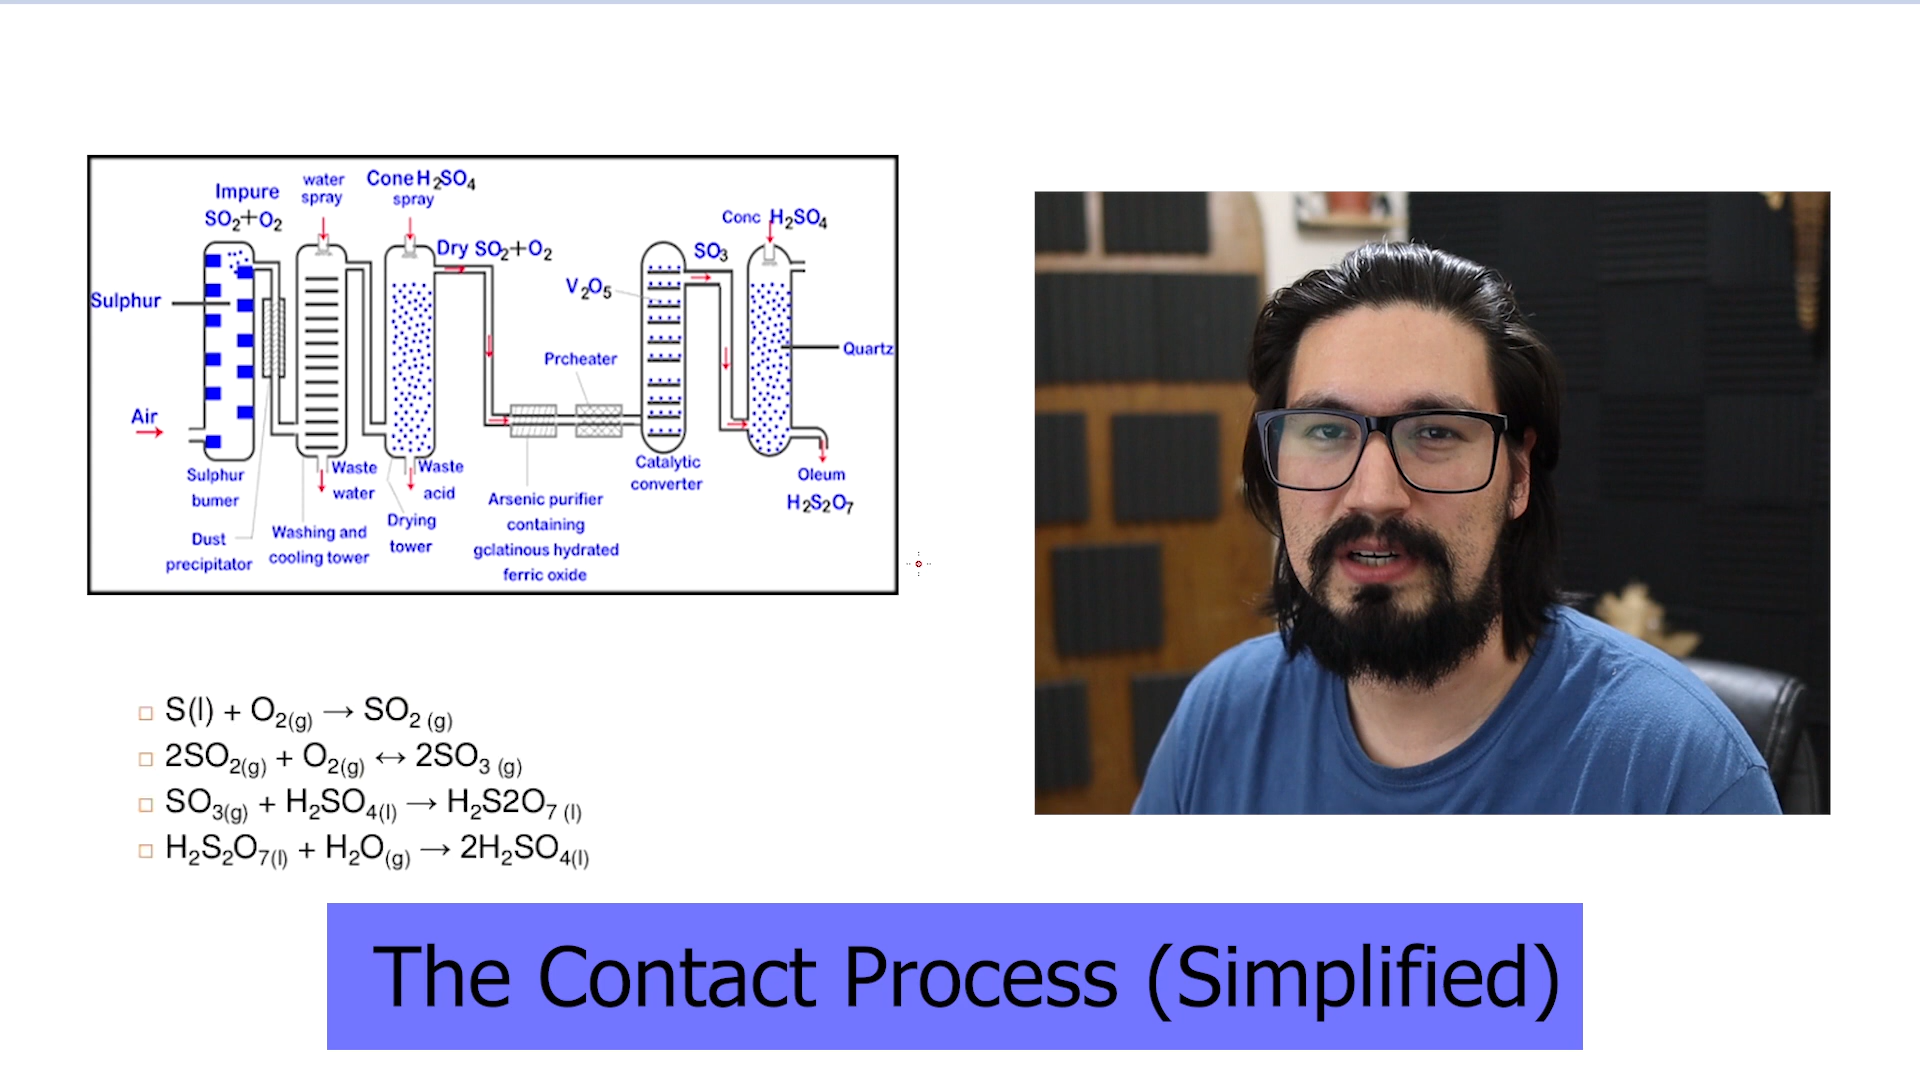 Impure
SO₂+O₂
water
spray
Cone H₂SO₄
spray
Dry SO₂+O₂
Sulphur
Air
Sulphur
bumer
Dust
precipitator
Waste
water
Washing and
cooling tower
Waste
acid
Drying
tower
Arsenic purifier
containing
gclatinous hydrated
ferric oxide
Prcheater
V₂O₅
Catalytic
converter
SO₃
Conc H₂SO₄
Quartz
Oleum
H₂S₂O₇
S(l) + O₂(g) → SO₂ (g)
2SO₂(g) + O₂(g) ↔ 2SO₃ (g)
SO₃(g) + H₂SO₄(l) → H₂S2O₇ (l)
H₂S₂O₇(l) + H₂O(g) → 2H₂SO₄(l)
The Contact Process (Simplified)